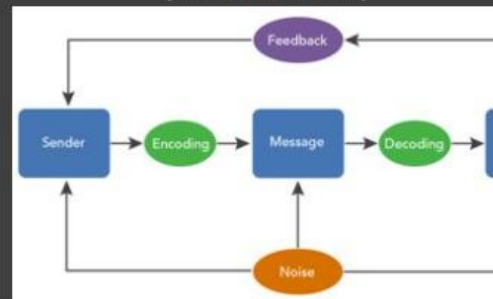 Feedback
Sender
Encoding
Message
Decoding
Noise